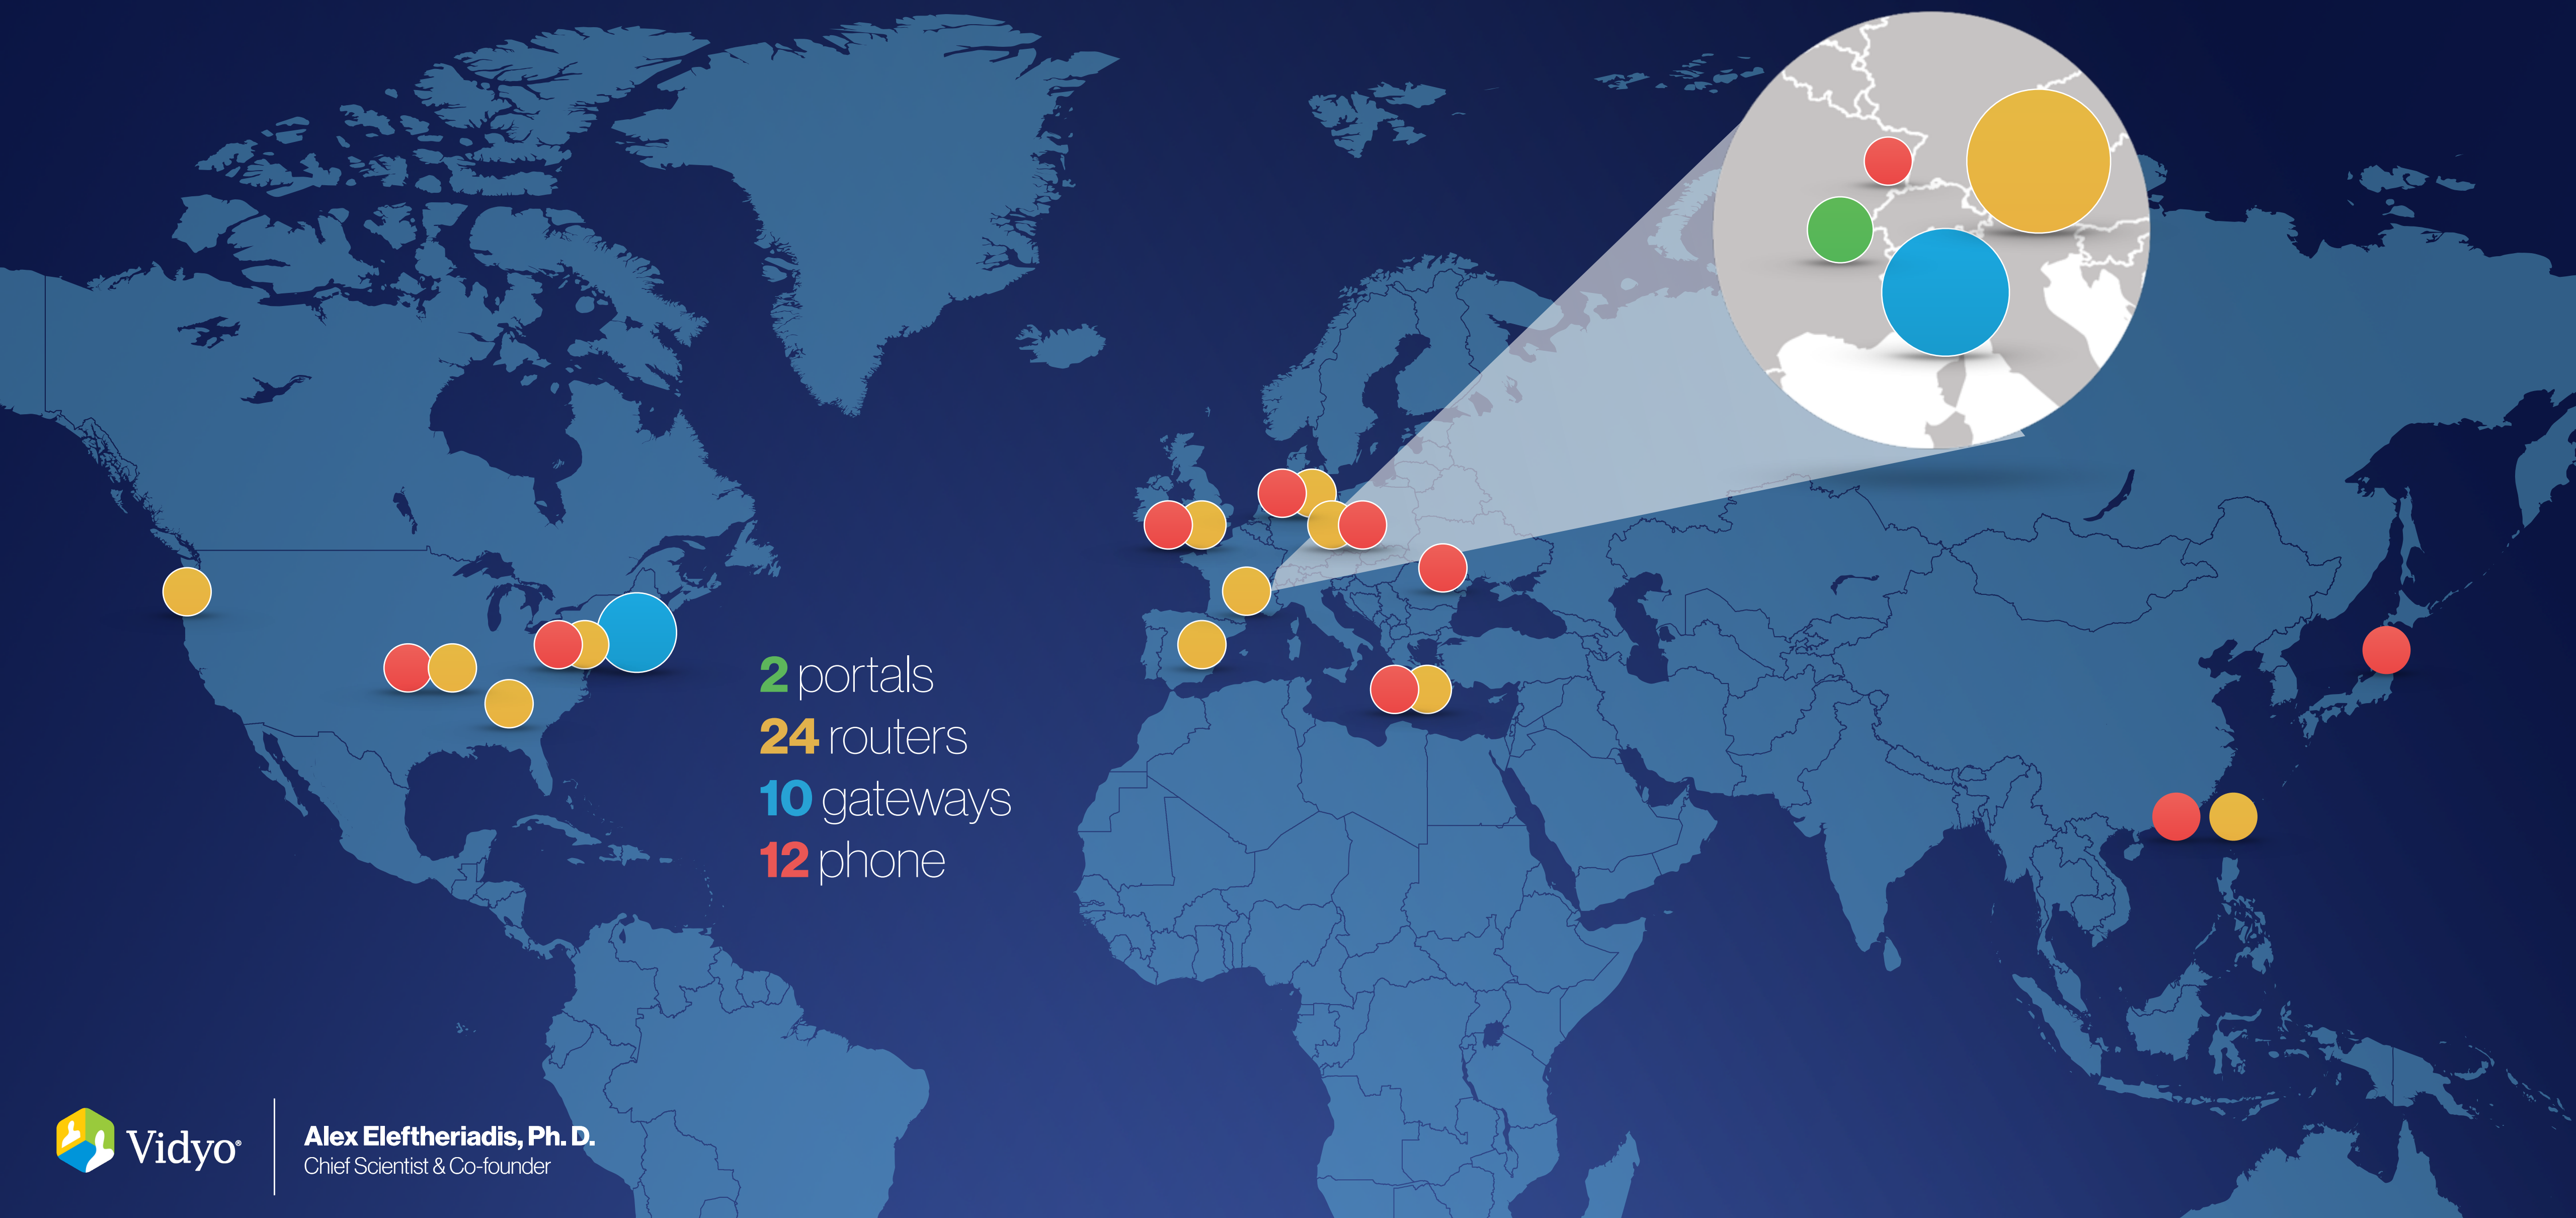 2 portals
24 routers
10 gateways
12 phone
Vidyo®
Alex Eleftheriadis, Ph. D.
Chief Scientist & Co-founder